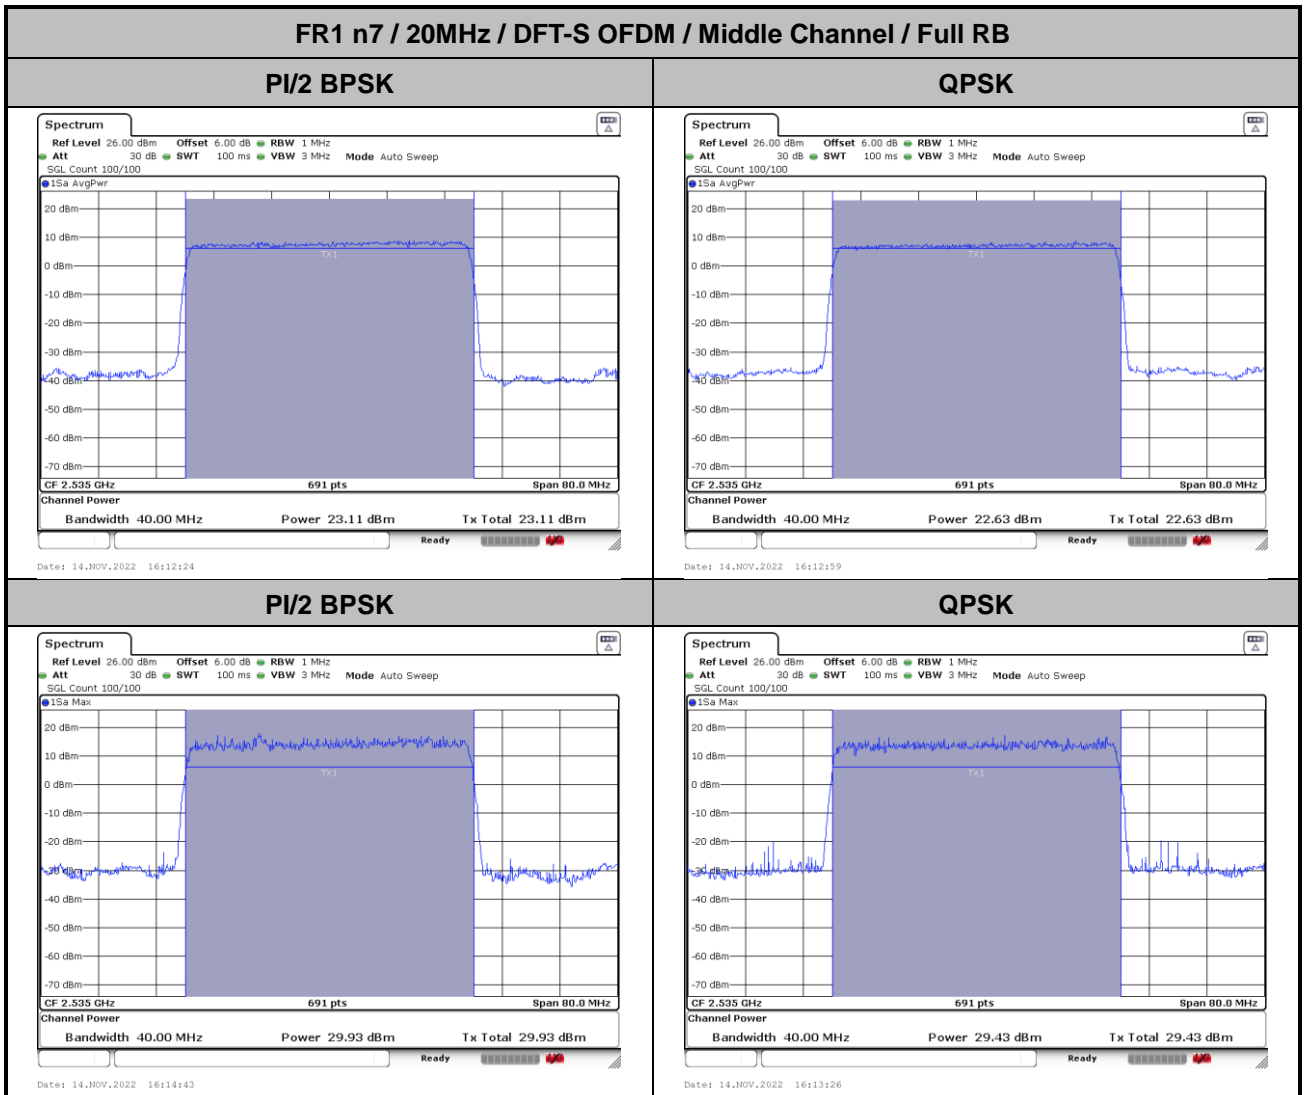 FR1 n7 / 20MHz / DFT-S OFDM / Middle Channel / Full RB
PI/2 BPSK
QPSK
Spectrum
Ref Level 26.00 dBm Offset 6.00 dB RBW 1 MHz
Att 30 dB SWT 100 ms VBW 3 MHz Mode Auto Sweep
SGL Count 100/100
1Sa AvgPwr
20 dBm
10 dBm
TX1
0 dBm
-10 dBm
-20 dBm
-30 dBm
-40 dBm
-50 dBm
-60 dBm
-70 dBm
CF 2.535 GHz 691 pts Span 80.0 MHz
Channel Power
Bandwidth 40.00 MHz Power 23.11 dBm Tx Total 23.11 dBm
Ready
Date: 14.NOV.2022 16:12:24
Spectrum
Ref Level 26.00 dBm Offset 6.00 dB RBW 1 MHz
Att 30 dB SWT 100 ms VBW 3 MHz Mode Auto Sweep
SGL Count 100/100
1Sa AvgPwr
20 dBm
10 dBm
TX1
0 dBm
-10 dBm
-20 dBm
-30 dBm
-40 dBm
-50 dBm
-60 dBm
-70 dBm
CF 2.535 GHz 691 pts Span 80.0 MHz
Channel Power
Bandwidth 40.00 MHz Power 22.63 dBm Tx Total 22.63 dBm
Ready
Date: 14.NOV.2022 16:12:59
PI/2 BPSK
QPSK
Spectrum
Ref Level 26.00 dBm Offset 6.00 dB RBW 1 MHz
Att 30 dB SWT 100 ms VBW 3 MHz Mode Auto Sweep
SGL Count 100/100
1Sa Max
20 dBm
10 dBm
TX1
0 dBm
-10 dBm
-20 dBm
-30 dBm
-40 dBm
-50 dBm
-60 dBm
-70 dBm
CF 2.535 GHz 691 pts Span 80.0 MHz
Channel Power
Bandwidth 40.00 MHz Power 29.93 dBm Tx Total 29.93 dBm
Ready
Date: 14.NOV.2022 16:14:43
Spectrum
Ref Level 26.00 dBm Offset 6.00 dB RBW 1 MHz
Att 30 dB SWT 100 ms VBW 3 MHz Mode Auto Sweep
SGL Count 100/100
1Sa Max
20 dBm
10 dBm
TX1
0 dBm
-10 dBm
-20 dBm
-30 dBm
-40 dBm
-50 dBm
-60 dBm
-70 dBm
CF 2.535 GHz 691 pts Span 80.0 MHz
Channel Power
Bandwidth 40.00 MHz Power 29.43 dBm Tx Total 29.43 dBm
Ready
Date: 14.NOV.2022 16:13:26